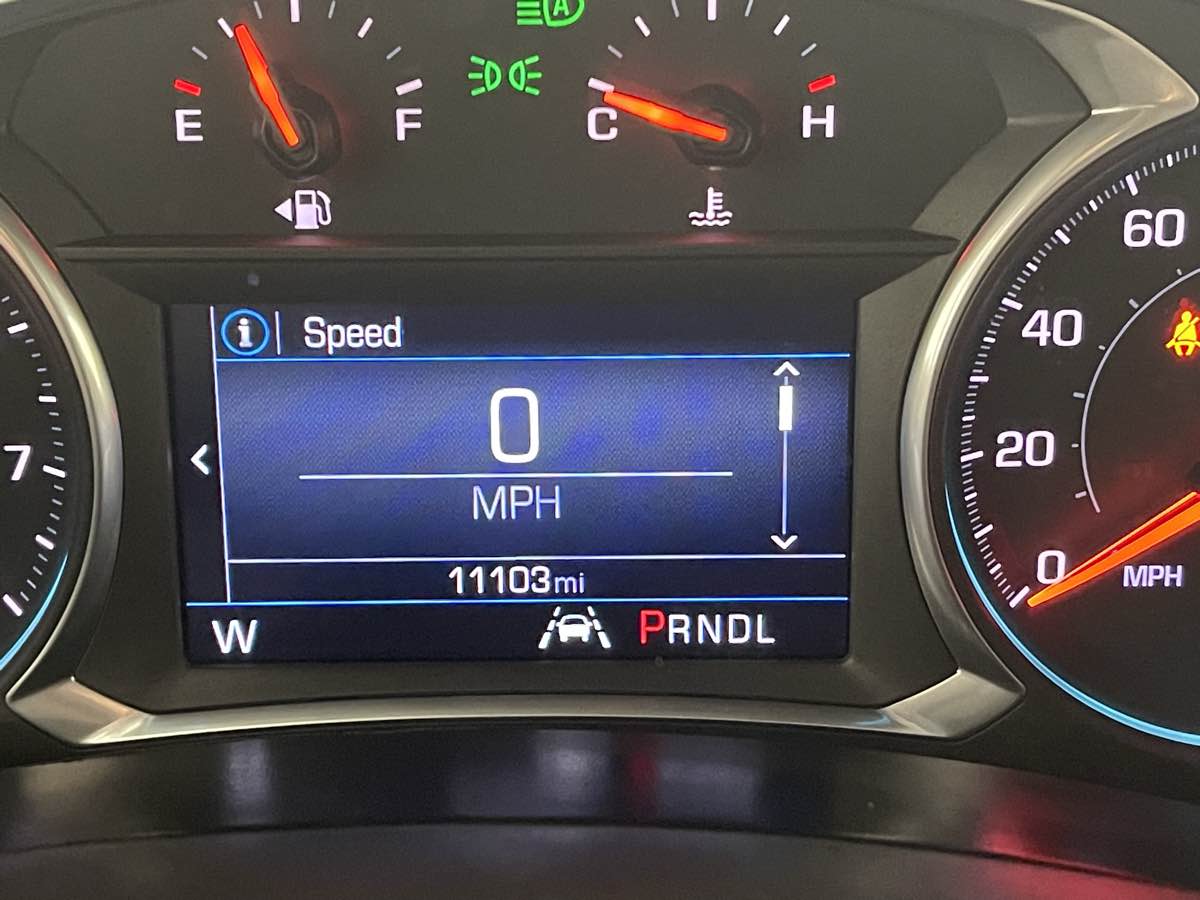 A
E F C H
60
40
20
0
MPH
7
i Speed
0
MPH
11103mi
W PRNDL